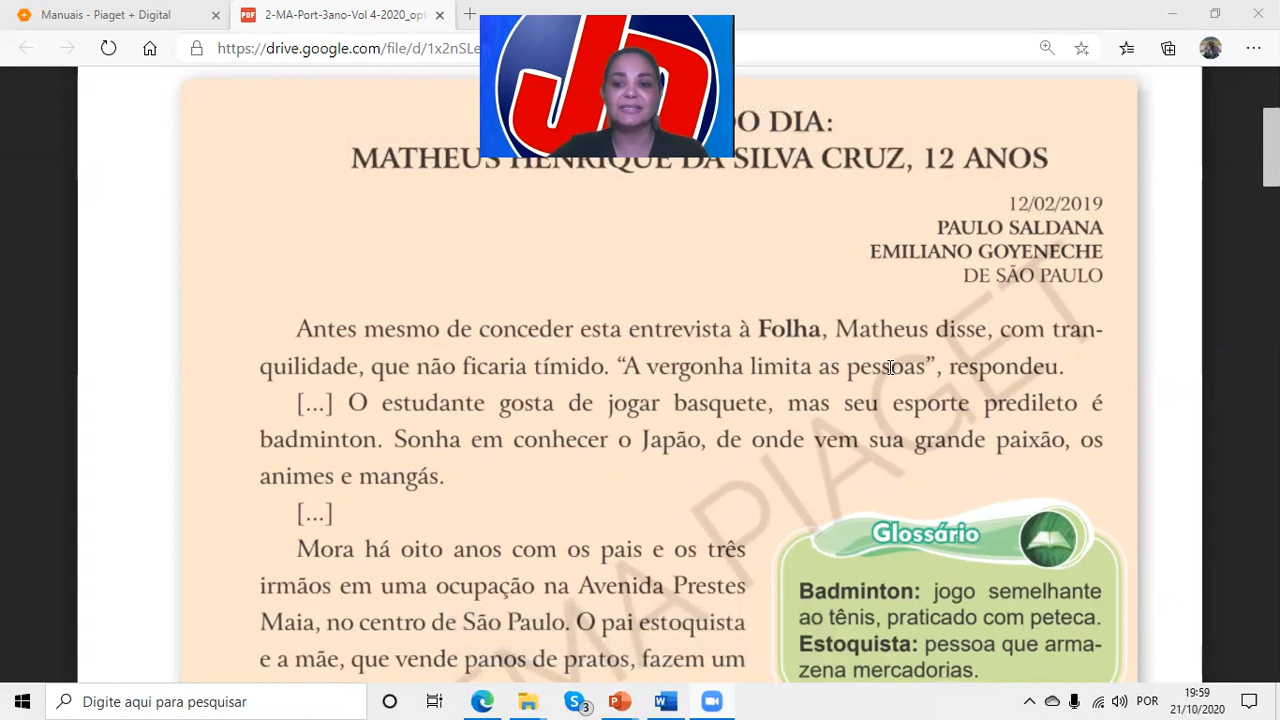 Manuais - Piaget + Digital
PDF
2-MA-Port-3ano-Vol 4-2020_opt
https://drive.google.com/file/d/1x2nSLe
DO DIA:
MATHEUS HENRIQUE DA SILVA CRUZ, 12 ANOS
12/02/2019
PAULO SALDANA
EMILIANO GOYENECHE
DE SÃO PAULO
Antes mesmo de conceder esta entrevista à Folha, Matheus disse, com tran-
quilidade, que não ficaria tímido. “A vergonha limita as pessoas”, respondeu.
[...] O estudante gosta de jogar basquete, mas seu esporte predileto é
badminton. Sonha em conhecer o Japão, de onde vem sua grande paixão, os
animes e mangás.
[...]
Mora há oito anos com os pais e os três
irmãos em uma ocupação na Avenida Prestes
Maia, no centro de São Paulo. O pai estoquista
e a mãe, que vende panos de pratos, fazem um
Glossário
Badminton: jogo semelhante
ao tênis, praticado com peteca.
Estoquista: pessoa que arma-
zena mercadorias.
EMA PIAGET
Digite aqui para pesquisar
3
POR
19:59
21/10/2020